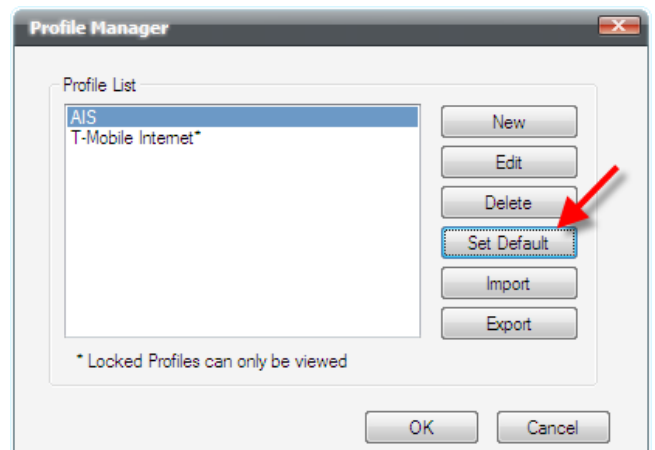 Profile Manager
Profile List
AIS
T-Mobile Internet*
New
Edit
Delete
Set Default
Import
Export
* Locked Profiles can only be viewed
OK
Cancel